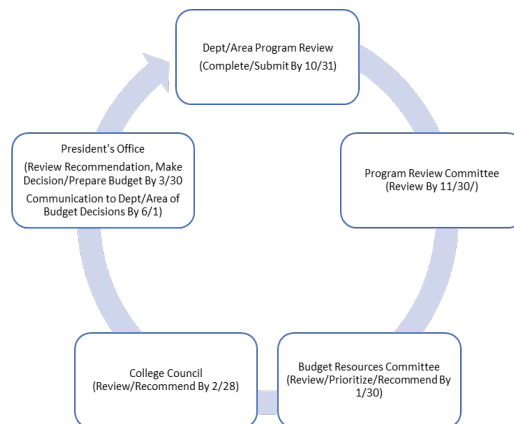 Dept/Area Program Review
(Complete/Submit By 10/31)
Program Review Committee
(Review By 11/30/)
Budget Resources Committee
(Review/Prioritize/Recommend By
1/30)
College Council
(Review/Recommend By 2/28)
President's Office
(Review Recommendation, Make
Decision/Prepare Budget By 3/30
Communication to Dept/Area of
Budget Decisions By 6/1)